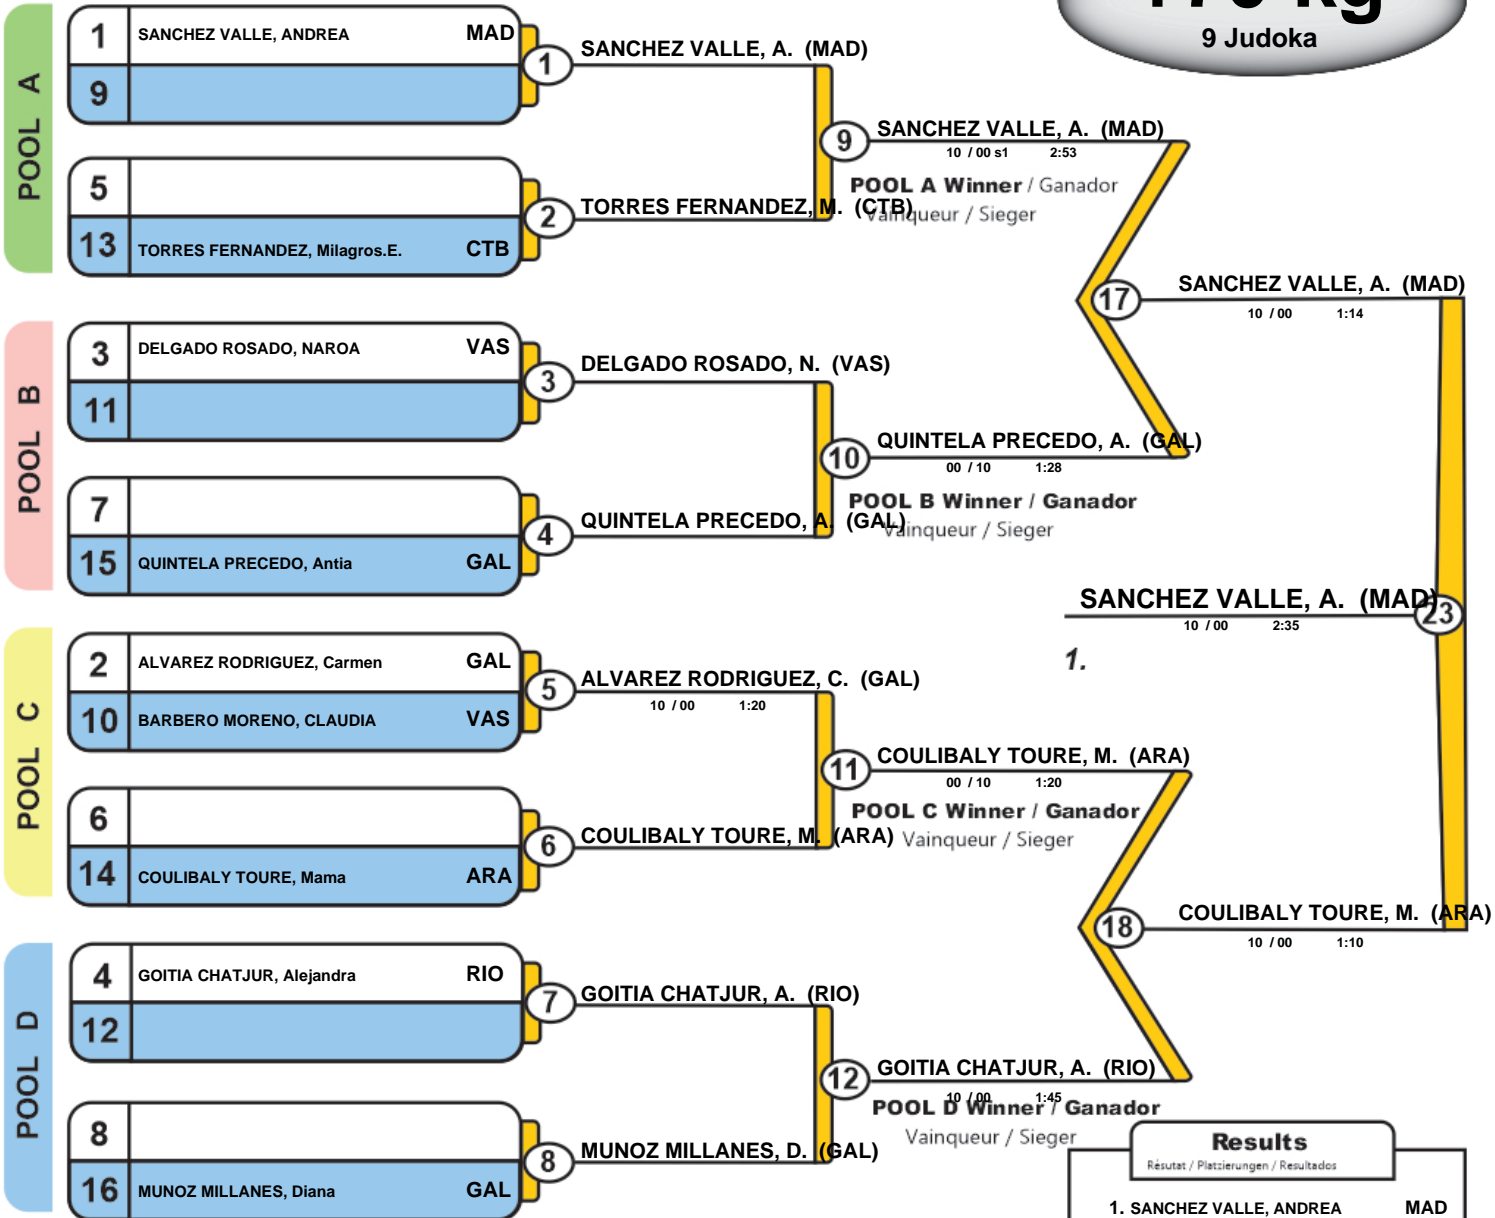 9 Judoka
POOL A
1 SANCHEZ VALLE, ANDREA MAD
9
5
13 TORRES FERNANDEZ, Milagros.E. CTB
1 SANCHEZ VALLE, A. (MAD)
2 TORRES FERNANDEZ, M. (CTB)
9 SANCHEZ VALLE, A. (MAD)
10 / 00 s1 2:53
POOL A Winner / Ganador
Vainqueur / Sieger
POOL B
3 DELGADO ROSADO, NAROA VAS
11
7
15 QUINTELA PRECEDO, Antia GAL
3 DELGADO ROSADO, N. (VAS)
4 QUINTELA PRECEDO, A. (GAL)
10 QUINTELA PRECEDO, A. (GAL)
00 / 10 1:28
POOL B Winner / Ganador
Vainqueur / Sieger
17 SANCHEZ VALLE, A. (MAD)
10 / 00 1:14
SANCHEZ VALLE, A. (MAD) 23
10 / 00 2:35
1.
POOL C
2 ALVAREZ RODRIGUEZ, Carmen GAL
10 BARBERO MORENO, CLAUDIA VAS
6
14 COULIBALY TOURE, Mama ARA
5 ALVAREZ RODRIGUEZ, C. (GAL)
10 / 00 1:20
6 COULIBALY TOURE, M. (ARA)
11 COULIBALY TOURE, M. (ARA)
00 / 10 1:20
POOL C Winner / Ganador
Vainqueur / Sieger
18 COULIBALY TOURE, M. (ARA)
10 / 00 1:10
POOL D
4 GOITIA CHATJUR, Alejandra RIO
12
8
16 MUNOZ MILLANES, Diana GAL
7 GOITIA CHATJUR, A. (RIO)
8 MUNOZ MILLANES, D. (GAL)
12 GOITIA CHATJUR, A. (RIO)
10 / 00 1:45
POOL D Winner / Ganador
Vainqueur / Sieger
Results
Résutat / Platzierungen / Resultados
1. SANCHEZ VALLE, ANDREA MAD